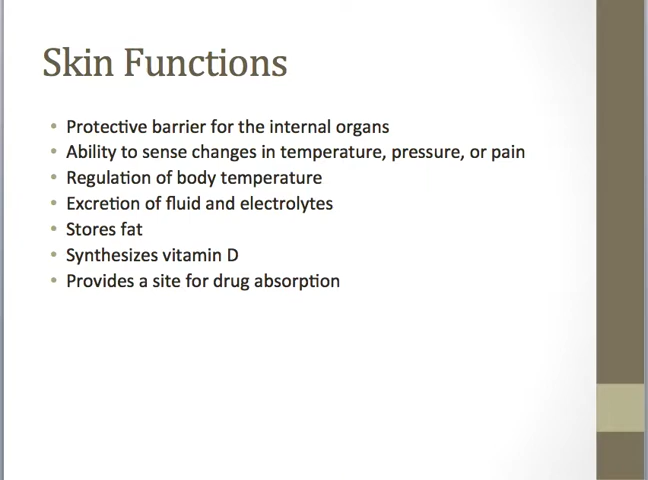 Skin Functions
• Protective barrier for the internal organs
• Ability to sense changes in temperature, pressure, or pain
• Regulation of body temperature
• Excretion of fluid and electrolytes
• Stores fat
• Synthesizes vitamin D
• Provides a site for drug absorption